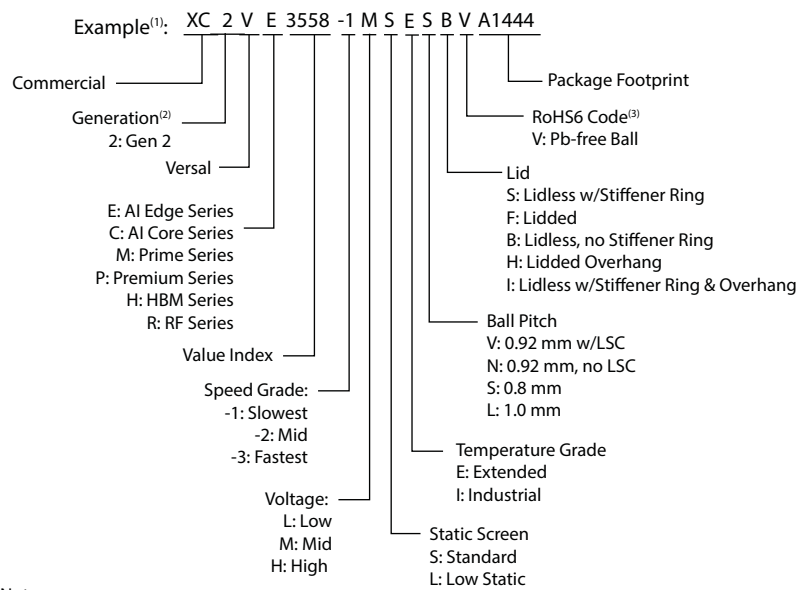 Example(1): XC 2 V E 3558 -1 M S E S B V A1444
Commercial
Package Footprint
Generation(2)
2: Gen 2
RoHS6 Code(3)
V: Pb-free Ball
Versal
Lid
S: Lidless w/Stiffener Ring
F: Lidded
B: Lidless, no Stiffener Ring
H: Lidded Overhang
I: Lidless w/Stiffener Ring & Overhang
E: AI Edge Series
C: AI Core Series
M: Prime Series
P: Premium Series
H: HBM Series
R: RF Series
Ball Pitch
V: 0.92 mm w/LSC
N: 0.92 mm, no LSC
S: 0.8 mm
L: 1.0 mm
Value Index
Speed Grade:
-1: Slowest
-2: Mid
-3: Fastest
Temperature Grade
E: Extended
I: Industrial
Voltage:
L: Low
M: Mid
H: High
Static Screen
S: Standard
L: Low Static